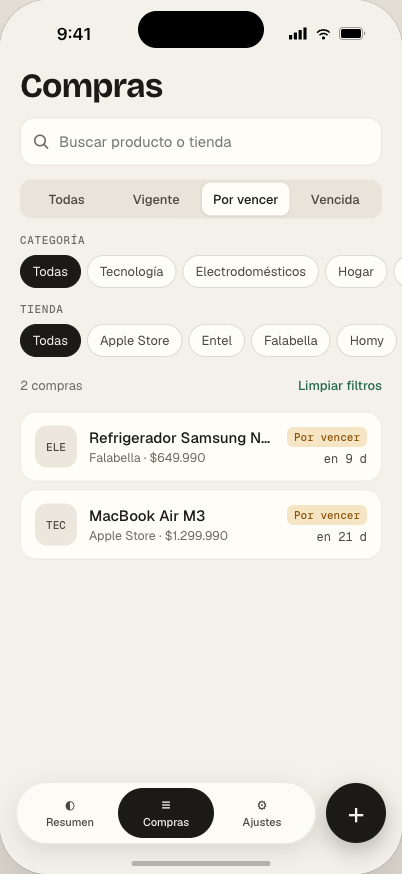 9:41
Compras
Buscar producto o tienda
Todas Vigente Por vencer Vencida
CATEGORÍA
Todas Tecnología Electrodomésticos Hogar
TIENDA
Todas Apple Store Entel Falabella Homy
2 compras Limpiar filtros
ELE Refrigerador Samsung N... Por vencer
Falabella · $649.990 en 9 d
TEC MacBook Air M3 Por vencer
Apple Store · $1.299.990 en 21 d
Resumen Compras Ajustes +